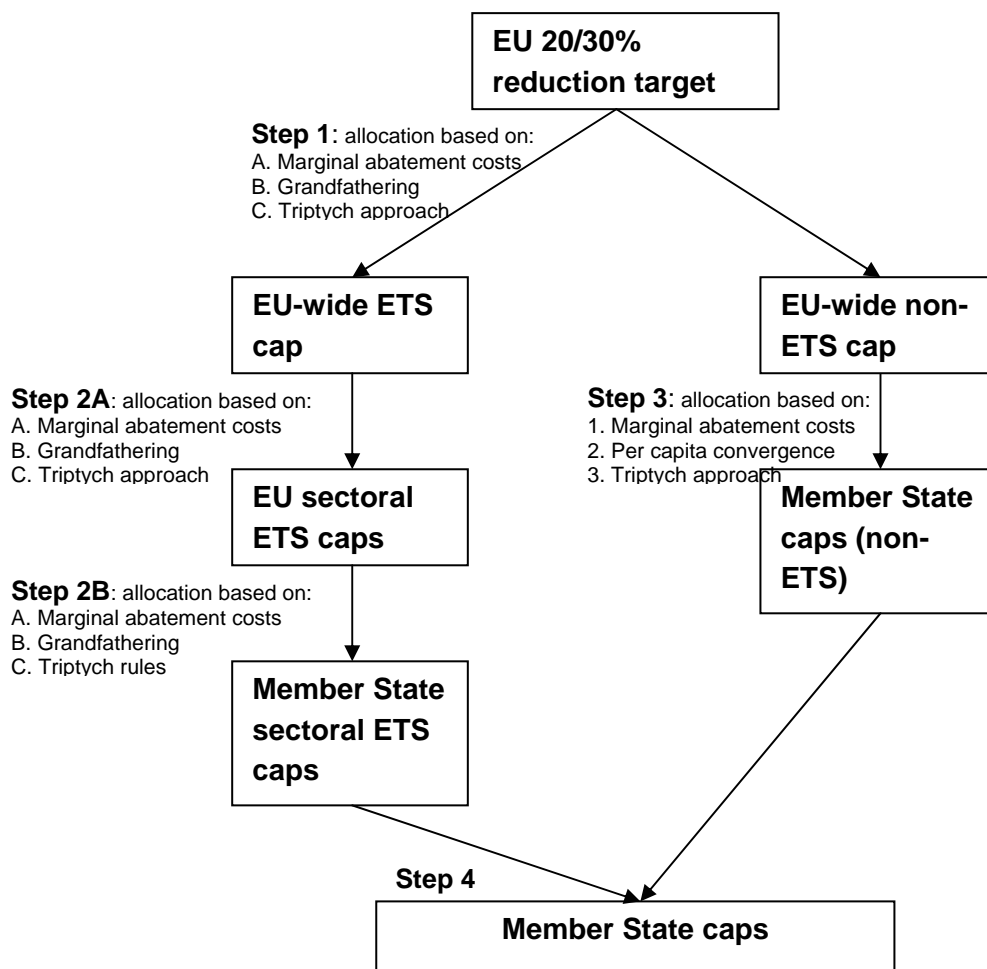 EU 20/30%
reduction target
Step 1: allocation based on:
A. Marginal abatement costs
B. Grandfathering
C. Triptych approach
EU-wide ETS
cap
EU-wide non-
ETS cap
Step 2A: allocation based on:
A. Marginal abatement costs
B. Grandfathering
C. Triptych approach
Step 3: allocation based on:
1. Marginal abatement costs
2. Per capita convergence
3. Triptych approach
EU sectoral
ETS caps
Member State
caps (non-
ETS)
Step 2B: allocation based on:
A. Marginal abatement costs
B. Grandfathering
C. Triptych rules
Member State
sectoral ETS
caps
Step 4
Member State caps